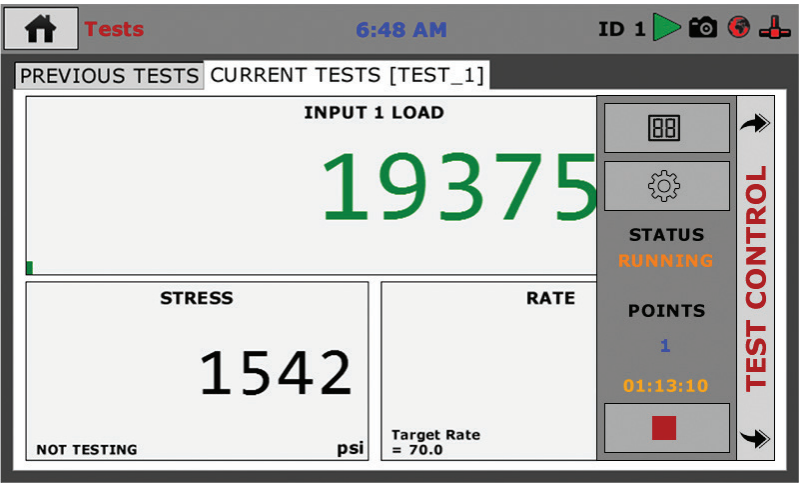 Tests
6:48 AM
ID 1
PREVIOUS TESTS
CURRENT TESTS [TEST_1]
INPUT 1 LOAD
19375
STRESS
1542
NOT TESTING
psi
RATE
Target Rate
= 70.0
88
STATUS
RUNNING
POINTS
1
01:13:10
TEST CONTROL